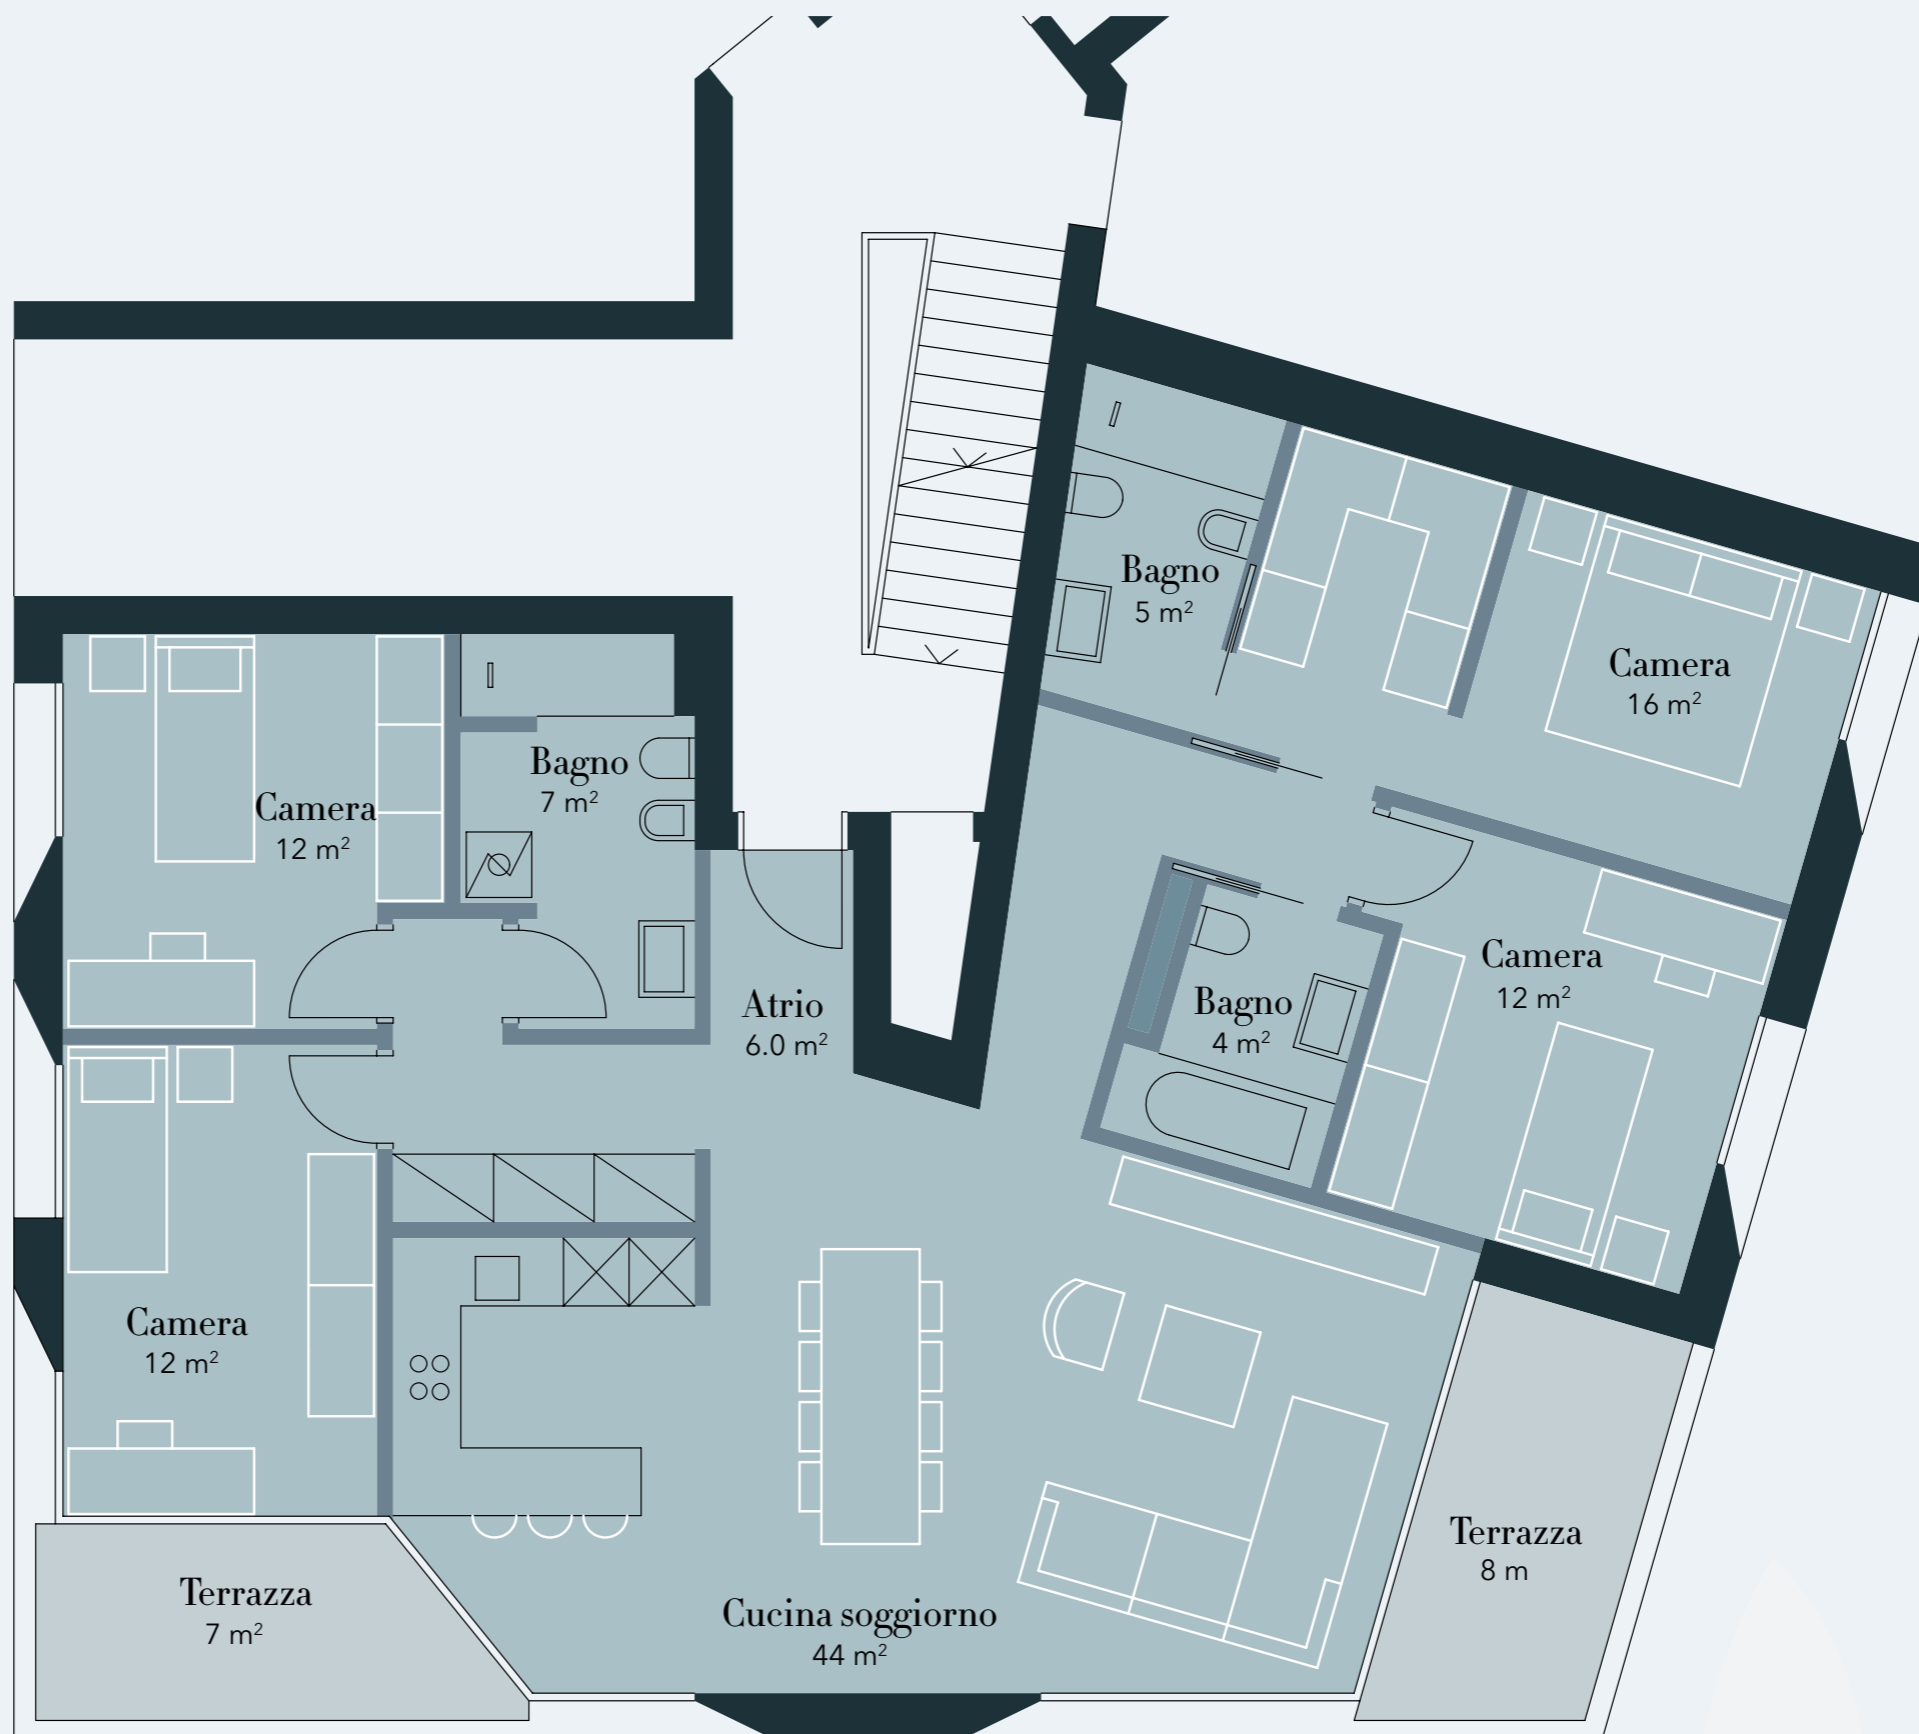 Bagno
5 m²
Camera
16 m²
Bagno
7 m²
Camera
12 m²
Camera
12 m²
Bagno
4 m²
Atrio
6.0 m²
Camera
12 m²
Terrazza
8 m
Terrazza
7 m²
Cucina soggiorno
44 m²